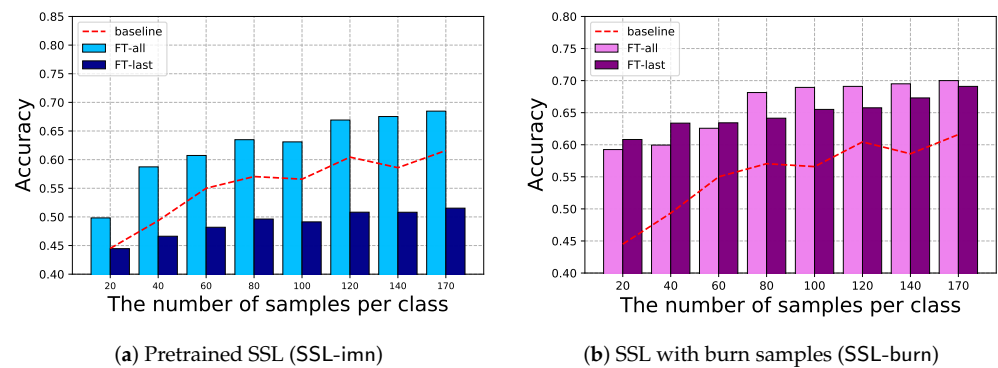 baseline
FT-all
FT-last
Accuracy
0.85
0.80
0.75
0.70
0.65
0.60
0.55
0.50
0.45
0.40
20 40 60 80 100 120 140 170
The number of samples per class
(a) Pretrained SSL (SSL-imn)
baseline
FT-all
FT-last
Accuracy
0.80
0.75
0.70
0.65
0.60
0.55
0.50
0.45
0.40
20 40 60 80 100 120 140 170
The number of samples per class
(b) SSL with burn samples (SSL-burn)